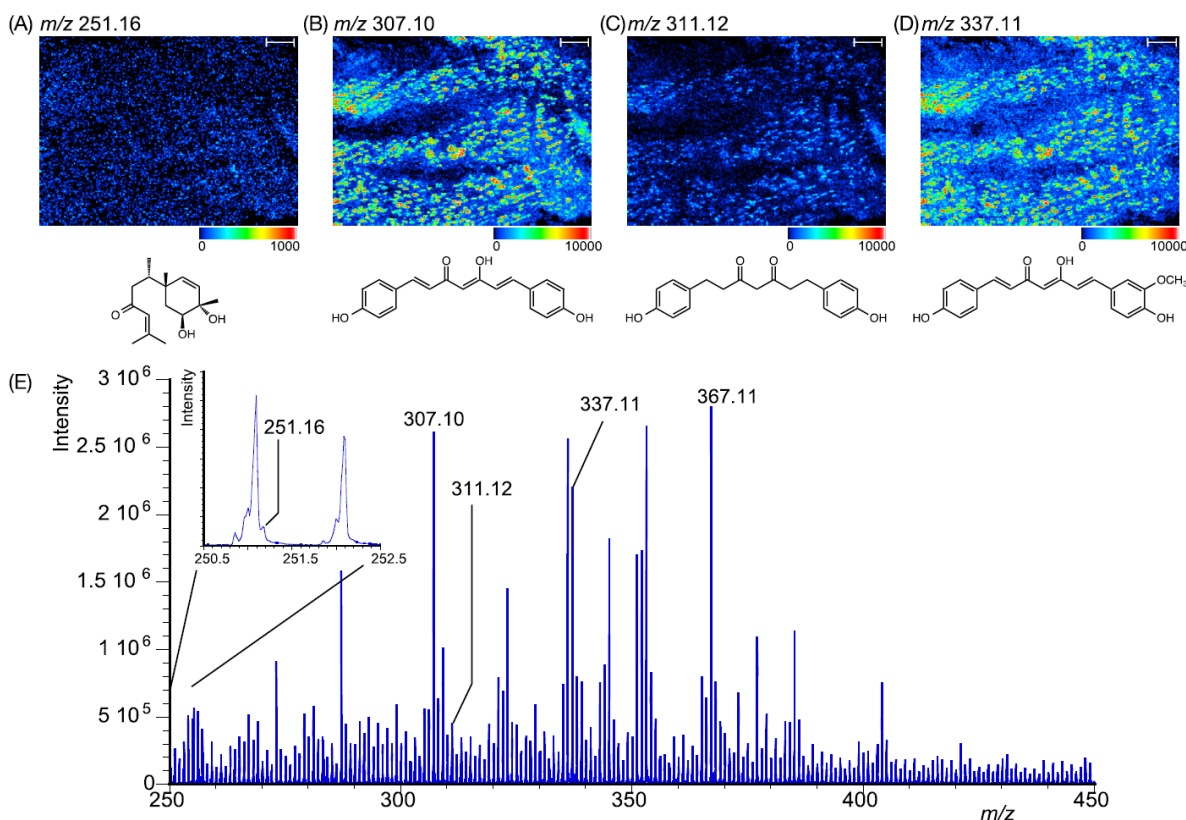 (A) m/z 251.16
(B) m/z 307.10
(C) m/z 311.12
(D) m/z 337.11
0 1000
0 10000
0 10000
0 10000
O
OH
OH
O OH
HO
OH
O O
HO
OH
O OH
HO
OCH3
OH
(E)
Intensity
3 10^6
2.5 10^6
2 10^6
1.5 10^6
1 10^6
5 10^5
0
Intensity
251.16
250.5 251.5 252.5
307.10
311.12
337.11
367.11
250 300 350 400 450
m/z